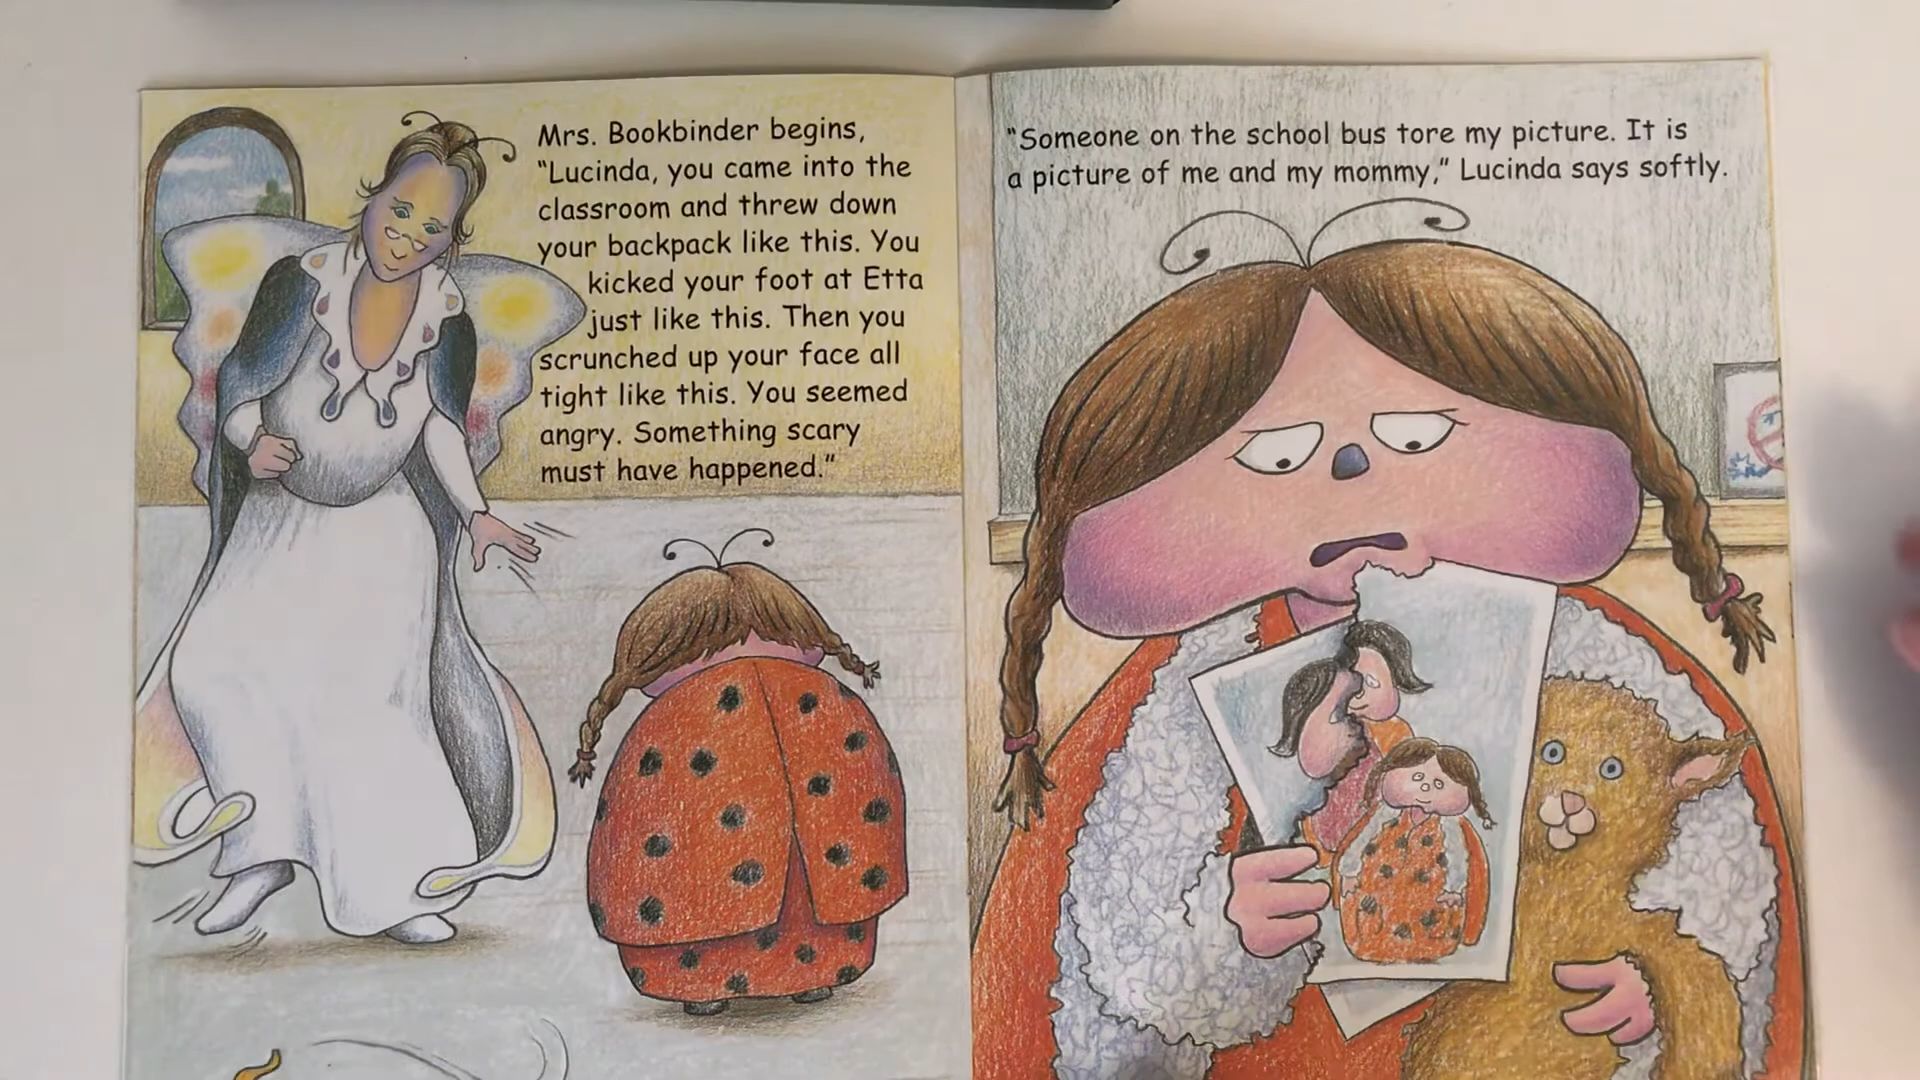 Mrs. Bookbinder begins,
"Lucinda, you came into the
classroom and threw down
your backpack like this. You
kicked your foot at Etta
just like this. Then you
scrunched up your face all
tight like this. You seemed
angry. Something scary
must have happened."
"Someone on the school bus tore my picture. It is
a picture of me and my mommy," Lucinda says softly.